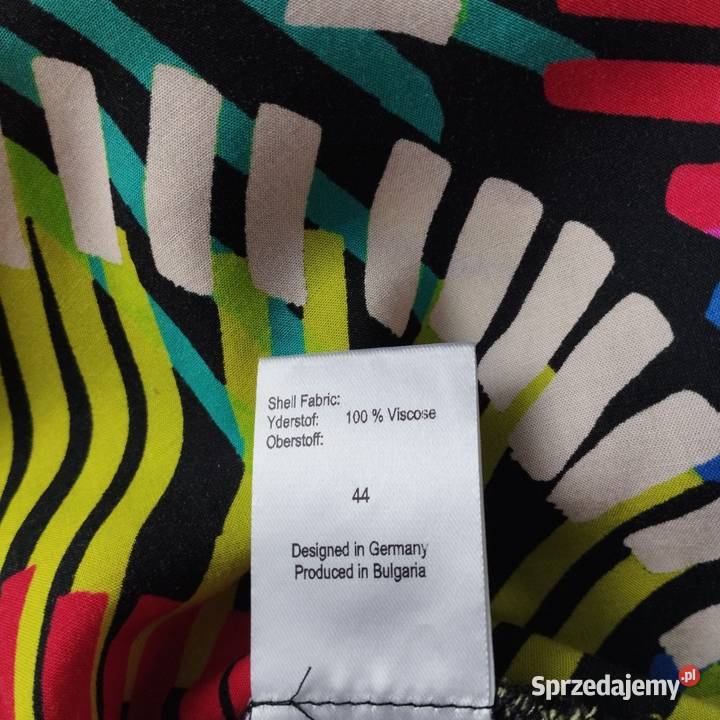 Shell Fabric:
Yderstof: 100 % Viscose
Oberstoff:
44
Designed in Germany
Produced in Bulgaria
Sprzedajemy.pl